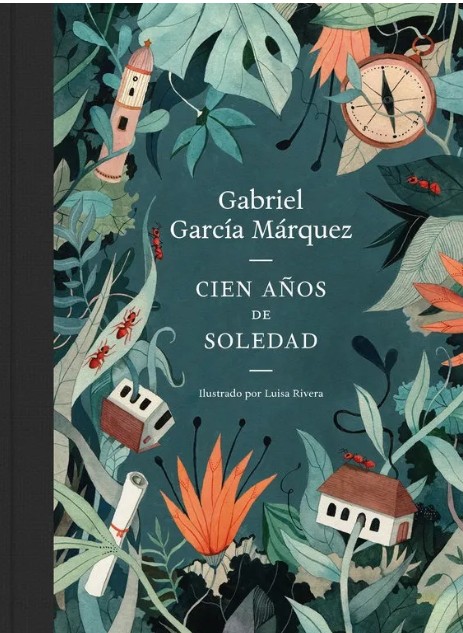 Gabriel
García Márquez
CIEN AÑOS
DE
SOLEDAD
Ilustrado por Luisa Rivera